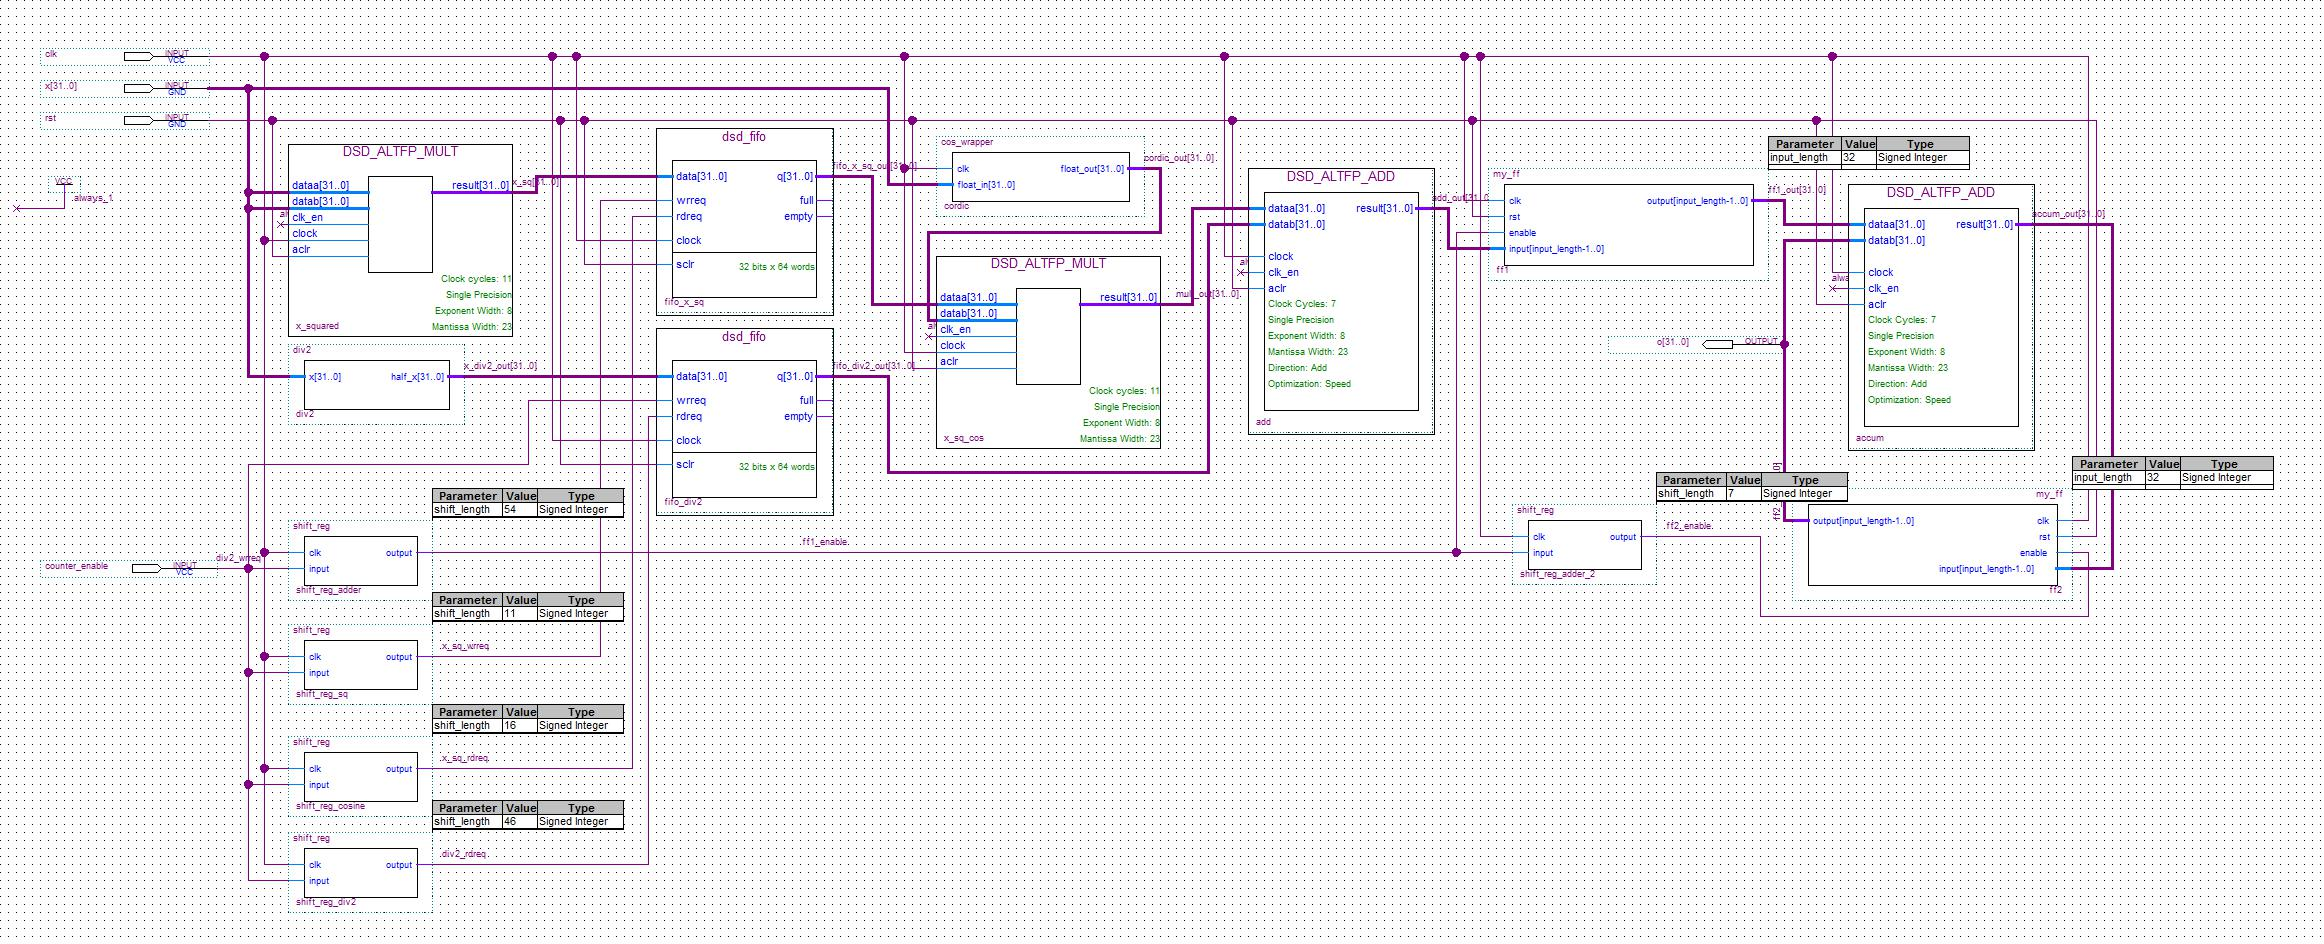 clk
INPUT
VCC
x[31..0]
INPUT
GND
rst
INPUT
GND
VCC
always_1
DSD_ALTFP_MULT
dataa[31..0]
datab[31..0]
clk_en
clock
aclr
result[31..0]
x_sq[31..0]
al
Clock cycles: 11
Single Precision
Exponent Width: 8
Mantissa Width: 23
x_squared
div2
x[31..0]
half_x[31..0]
div2
x_div2_out[31..0]
dsd_fifo
data[31..0]
q[31..0]
wrreq
full
rdreq
empty
clock
sclr
32 bits x 64 words
fifo_x_sq
fifo_x_sq_out[31..0]
dsd_fifo
data[31..0]
q[31..0]
wrreq
full
rdreq
empty
clock
sclr
32 bits x 64 words
fifo_div2
fifo_div2_out[31..0]
cos_wrapper
clk
float_out[31..0]
float_in[31..0]
cordic
cordic_out[31..0]
DSD_ALTFP_MULT
dataa[31..0]
datab[31..0]
clk_en
clock
aclr
result[31..0]
al
Clock cycles: 11
Single Precision
Exponent Width: 8
Mantissa Width: 23
x_sq_cos
mult_out[31..0]
DSD_ALTFP_ADD
dataa[31..0]
result[31..0]
datab[31..0]
clock
clk_en
aclr
al
Clock Cycles: 7
Single Precision
Exponent Width: 8
Mantissa Width: 23
Direction: Add
Optimization: Speed
add
add_out[31..0
my_ff
clk
output[input_length-1..0]
rst
enable
input[input_length-1..0]
ff1
ff1_out[31..0]
Parameter Value Type
input_length 32 Signed Integer
DSD_ALTFP_ADD
dataa[31..0]
result[31..0]
datab[31..0]
clock
clk_en
aclr
alwa
Clock Cycles: 7
Single Precision
Exponent Width: 8
Mantissa Width: 23
Direction: Add
Optimization: Speed
accum
accum_out[31..0]
o[31..0]
OUTPUT
Parameter Value Type
input_length 32 Signed Integer
my_ff
output[input_length-1..0]
clk
rst
enable
input[input_length-1..0]
ff2
ff2
0]
Parameter Value Type
shift_length 7 Signed Integer
shift_reg
clk
output
input
shift_reg_adder_2
ff2_enable
counter_enable
INPUT
VCC
div2_wrreq
Parameter Value Type
shift_length 54 Signed Integer
shift_reg
clk
output
input
shift_reg_adder
ff1_enable
Parameter Value Type
shift_length 11 Signed Integer
shift_reg
clk
output
input
shift_reg_sq
x_sq_wrreq
Parameter Value Type
shift_length 16 Signed Integer
shift_reg
clk
output
input
shift_reg_cosine
x_sq_rdreq
Parameter Value Type
shift_length 46 Signed Integer
shift_reg
clk
output
input
shift_reg_div2
div2_rdreq